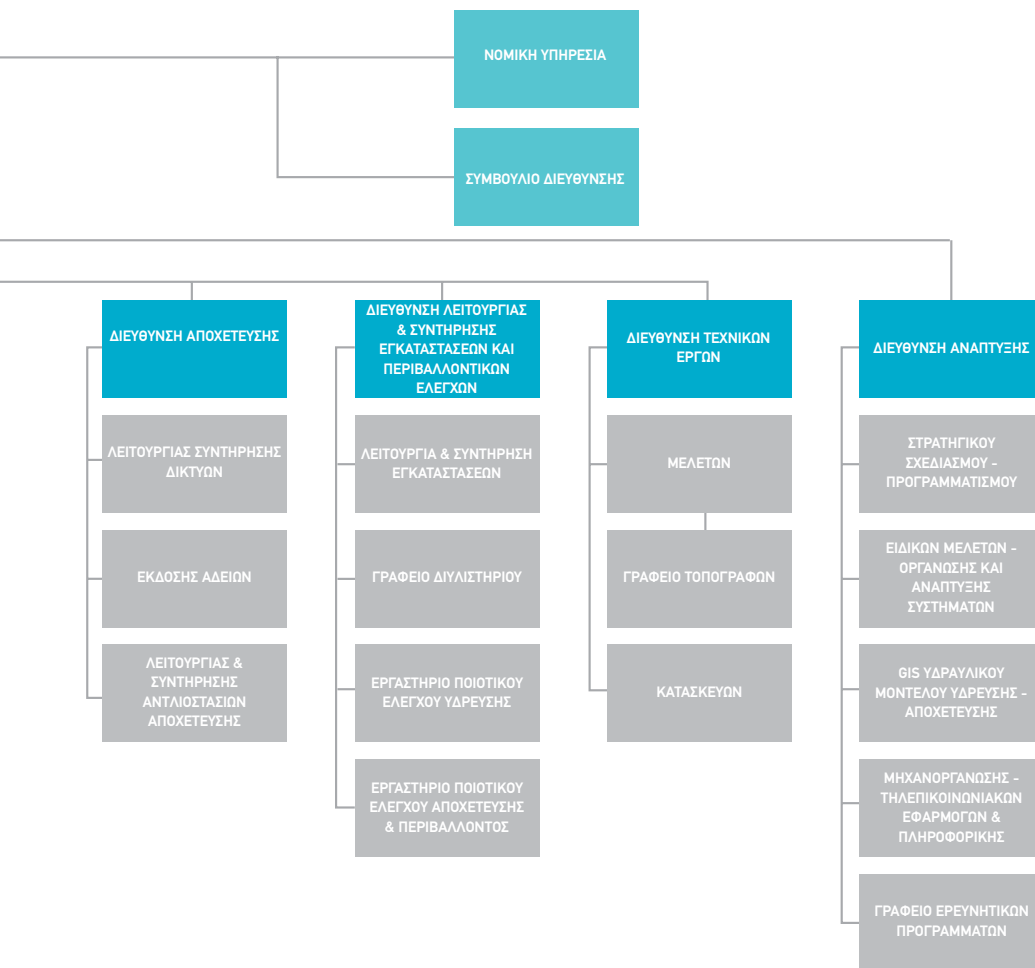 ΝΟΜΙΚΗ ΥΠΗΡΕΣΙΑ
ΣΥΜΒΟΥΛΙΟ ΔΙΕΥΘΥΝΣΗΣ
ΔΙΕΥΘΥΝΣΗ ΑΠΟΧΕΤΕΥΣΗΣ
ΛΕΙΤΟΥΡΓΙΑΣ ΣΥΝΤΗΡΗΣΗΣ
ΔΙΚΤΥΩΝ
ΕΚΔΟΣΗΣ ΑΔΕΙΩΝ
ΛΕΙΤΟΥΡΓΙΑΣ &
ΣΥΝΤΗΡΗΣΗΣ
ΑΝΤΛΙΟΣΤΑΣΙΩΝ
ΑΠΟΧΕΤΕΥΣΗΣ
ΔΙΕΥΘΥΝΣΗ ΛΕΙΤΟΥΡΓΙΑΣ
& ΣΥΝΤΗΡΗΣΗΣ
ΕΓΚΑΤΑΣΤΑΣΕΩΝ ΚΑΙ
ΠΕΡΙΒΑΛΛΟΝΤΙΚΩΝ
ΕΛΕΓΧΩΝ
ΛΕΙΤΟΥΡΓΙΑ & ΣΥΝΤΗΡΗΣΗ
ΕΓΚΑΤΑΣΤΑΣΕΩΝ
ΓΡΑΦΕΙΟ ΔΙΥΛΙΣΤΗΡΙΟΥ
ΕΡΓΑΣΤΗΡΙΟ ΠΟΙΟΤΙΚΟΥ
ΕΛΕΓΧΟΥ ΥΔΡΕΥΣΗΣ
ΕΡΓΑΣΤΗΡΙΟ ΠΟΙΟΤΙΚΟΥ
ΕΛΕΓΧΟΥ ΑΠΟΧΕΤΕΥΣΗΣ
& ΠΕΡΙΒΑΛΛΟΝΤΟΣ
ΔΙΕΥΘΥΝΣΗ ΤΕΧΝΙΚΩΝ
ΕΡΓΩΝ
ΜΕΛΕΤΩΝ
ΓΡΑΦΕΙΟ ΤΟΠΟΓΡΑΦΩΝ
ΚΑΤΑΣΚΕΥΩΝ
ΔΙΕΥΘΥΝΣΗ ΑΝΑΠΤΥΞΗΣ
ΣΤΡΑΤΗΓΙΚΟΥ
ΣΧΕΔΙΑΣΜΟΥ -
ΠΡΟΓΡΑΜΜΑΤΙΣΜΟΥ
ΕΙΔΙΚΩΝ ΜΕΛΕΤΩΝ -
ΟΡΓΑΝΩΣΗΣ ΚΑΙ
ΑΝΑΠΤΥΞΗΣ
ΣΥΣΤΗΜΑΤΩΝ
GIS ΥΔΡΑΥΛΙΚΟΥ
ΜΟΝΤΕΛΟΥ ΥΔΡΕΥΣΗΣ -
ΑΠΟΧΕΤΕΥΣΗΣ
ΜΗΧΑΝΟΡΓΑΝΩΣΗΣ -
ΤΗΛΕΠΙΚΟΙΝΩΝΙΑΚΩΝ
ΕΦΑΡΜΟΓΩΝ &
ΠΛΗΡΟΦΟΡΙΚΗΣ
ΓΡΑΦΕΙΟ ΕΡΕΥΝΗΤΙΚΩΝ
ΠΡΟΓΡΑΜΜΑΤΩΝ